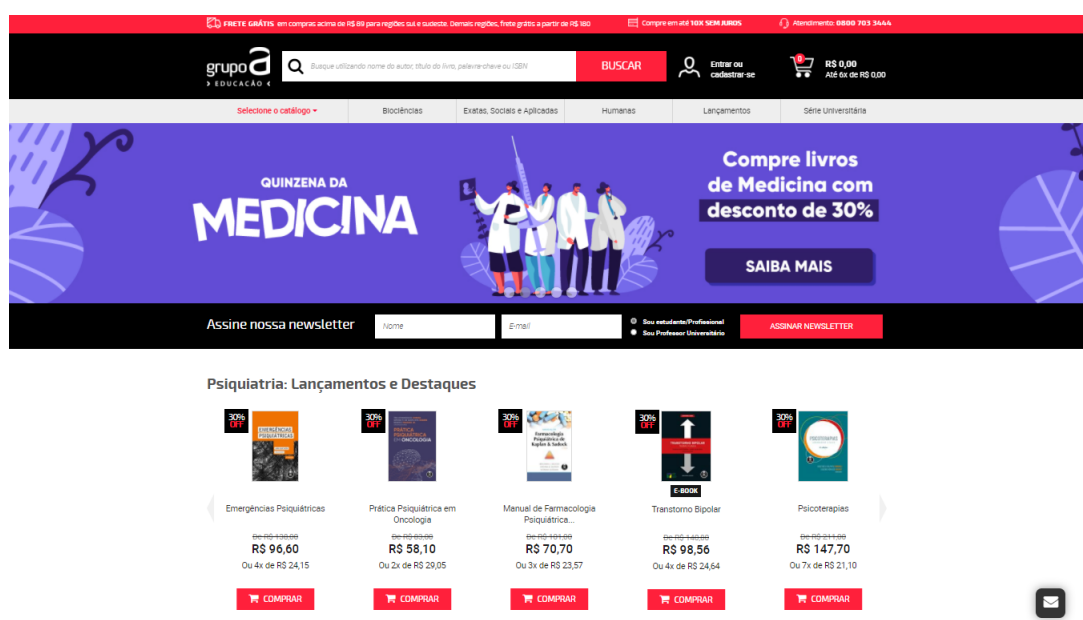 FRETE GRÁTIS em compras acima de R$ 89 para regiões sul e sudeste. Demais regiões, frete grátis a partir de R$ 180
Compre em até 10X SEM JUROS
Atendimento: 0800 703 3444
grupo a
EDUCAÇÃO
Busque utilizando nome do autor, título do livro, palavra-chave ou ISBN
BUSCAR
Entrar ou
cadastrar-se
0
R$ 0,00
Até 6x de R$ 0,00
Selecione o catálogo
Biociências
Exatas, Sociais e Aplicadas
Humanas
Lançamentos
Série Universitária
QUINZENA DA
MEDICINA
Compre livros
de Medicina com
desconto de 30%
SAIBA MAIS
Assine nossa newsletter
Nome
E-mail
Sou estudante/Profissional
Sou Professor Universitário
ASSINAR NEWSLETTER
Psiquiatria: Lançamentos e Destaques
30%
OFF
EMERGÊNCIAS
PSIQUIÁTRICAS
30%
OFF
PRÁTICA
PSIQUIÁTRICA
EM ONCOLOGIA
30%
OFF
Farmacologia
Psiquiátrica de
Kaplan & Sadock
30%
OFF
TRANSTORNO BIPOLAR
E-BOOK
30%
OFF
PSICOTERAPIAS
Emergências Psiquiátricas
Prática Psiquiátrica em
Oncologia
Manual de Farmacologia
Psiquiátrica...
Transtorno Bipolar
Psicoterapias
De R$ 138,00
De R$ 83,00
De R$ 101,00
De R$ 140,80
De R$ 211,00
R$ 96,60
R$ 58,10
R$ 70,70
R$ 98,56
R$ 147,70
Ou 4x de R$ 24,15
Ou 2x de R$ 29,05
Ou 3x de R$ 23,57
Ou 4x de R$ 24,64
Ou 7x de R$ 21,10
COMPRAR
COMPRAR
COMPRAR
COMPRAR
COMPRAR